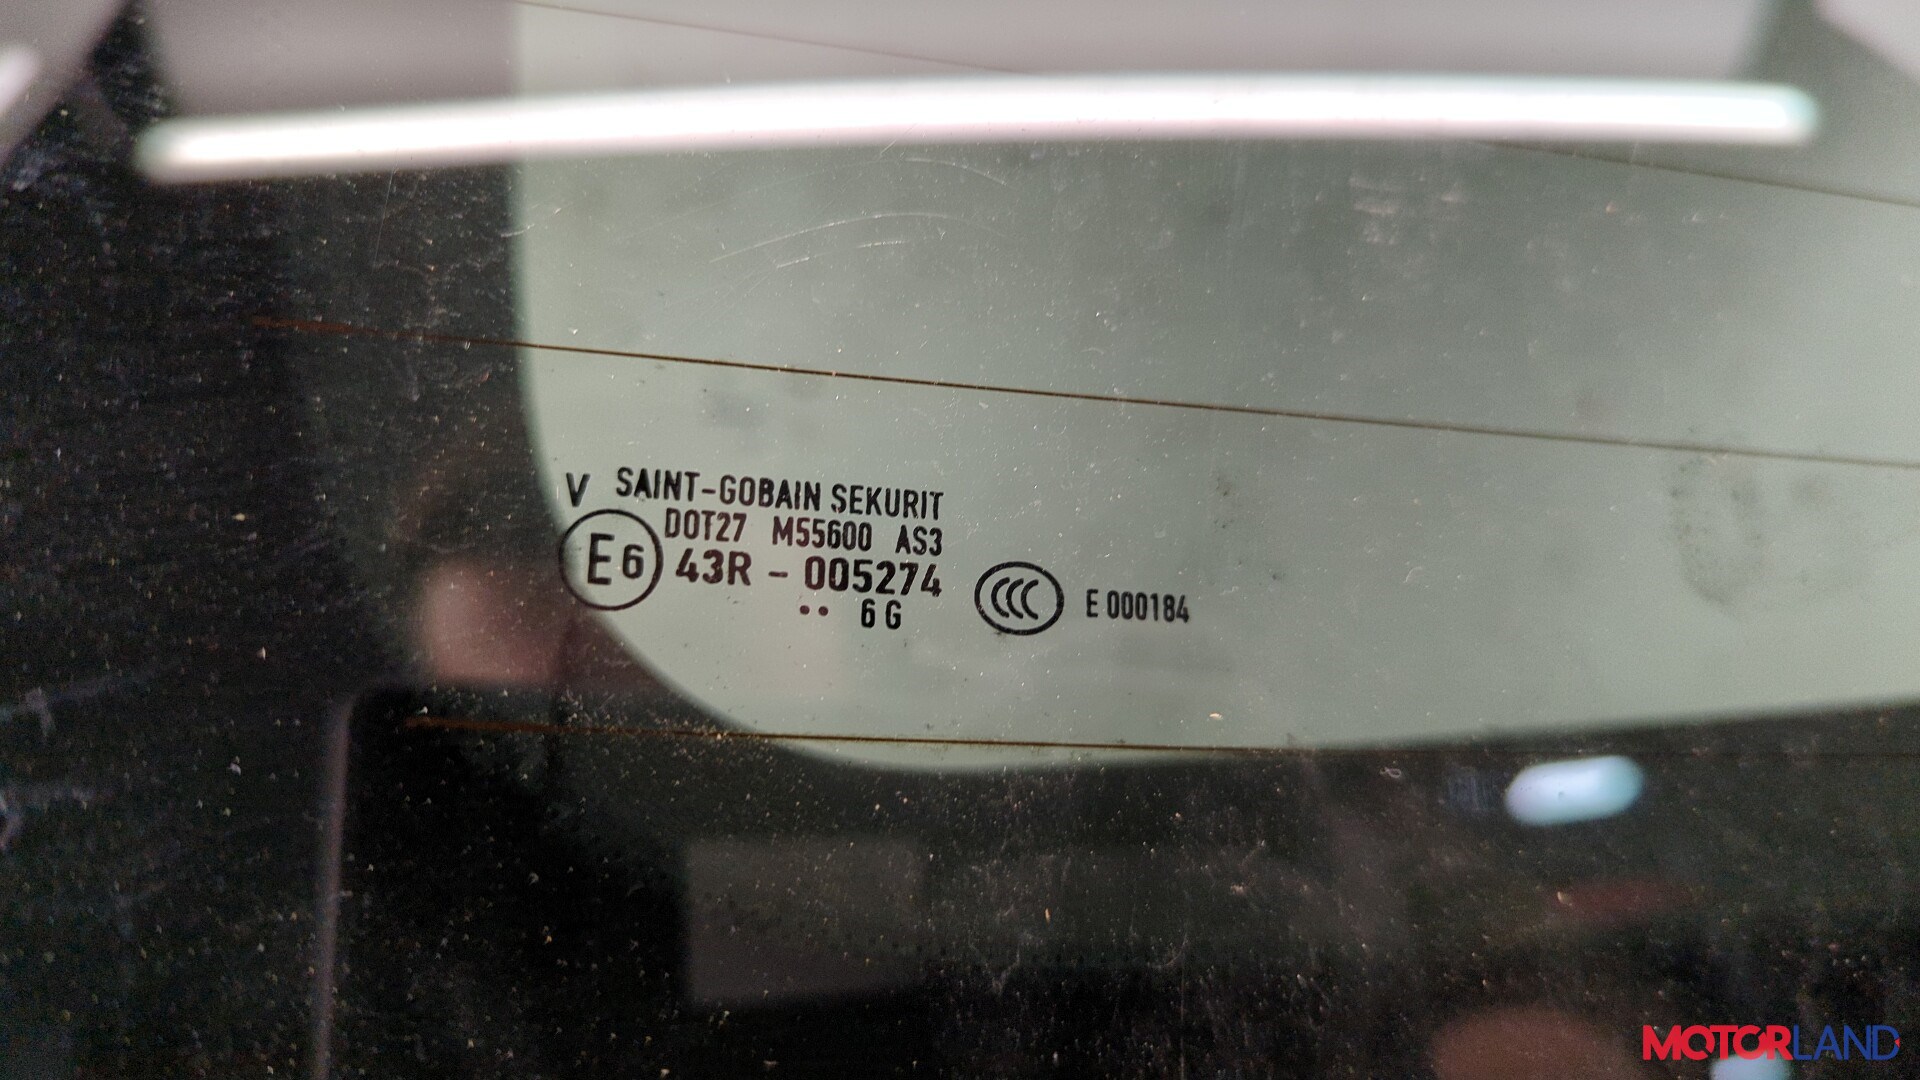 V SAINT-GOBAIN SEKURIT
DOT27 M55600 AS3
E6 43R - 005274
•• 6 G
CCC E 000184
MOTORLAND